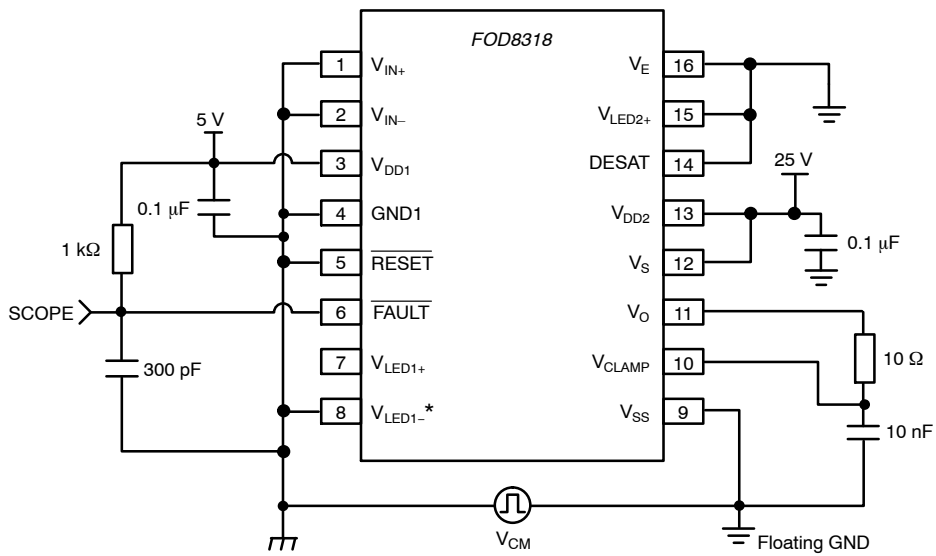 FOD8318
1 V_IN+
2 V_IN–
3 V_DD1
4 GND1
5 RESET
6 FAULT
7 V_LED1+
8 V_LED1–*
V_E 16
V_LED2+ 15
DESAT 14
V_DD2 13
V_S 12
V_O 11
V_CLAMP 10
V_SS 9
5 V
0.1 μF
1 kΩ
SCOPE
300 pF
25 V
0.1 μF
10 Ω
10 nF
V_CM
Floating GND